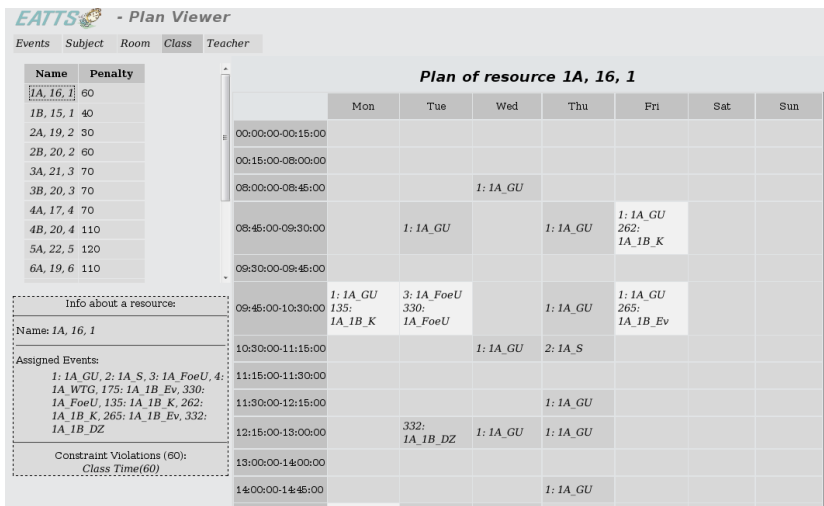 EATTS - Plan Viewer
Events Subject Room Class Teacher
Name Penalty
1A, 16, 1 60
1B, 15, 1 40
2A, 19, 2 30
2B, 20, 2 60
3A, 21, 3 70
3B, 20, 3 70
4A, 17, 4 70
4B, 20, 4 110
5A, 22, 5 120
6A, 19, 6 110
Info about a resource:
Name: 1A, 16, 1
Assigned Events:
1: 1A_GU, 2: 1A_S, 3: 1A_FoeU, 4:
1A_WTG, 175: 1A_1B_Ev, 330:
1A_FoeU, 135: 1A_1B_K, 262:
1A_1B_K, 265: 1A_1B_Ev, 332:
1A_1B_DZ
Constraint Violations (60):
Class Time(60)
Plan of resource 1A, 16, 1
Mon Tue Wed Thu Fri Sat Sun
00:00:00-00:15:00
00:15:00-08:00:00
08:00:00-08:45:00 1: 1A_GU
08:45:00-09:30:00 1: 1A_GU 1: 1A_GU 1: 1A_GU
262:
1A_1B_K
09:30:00-09:45:00
09:45:00-10:30:00 1: 1A_GU 3: 1A_FoeU 1: 1A_GU 1: 1A_GU
135: 330: 265:
1A_1B_K 1A_FoeU 1A_1B_Ev
10:30:00-11:15:00 1: 1A_GU 2: 1A_S
11:15:00-11:30:00
11:30:00-12:15:00 1: 1A_GU
12:15:00-13:00:00 332: 1: 1A_GU 1: 1A_GU
1A_1B_DZ
13:00:00-14:00:00
14:00:00-14:45:00 1: 1A_GU